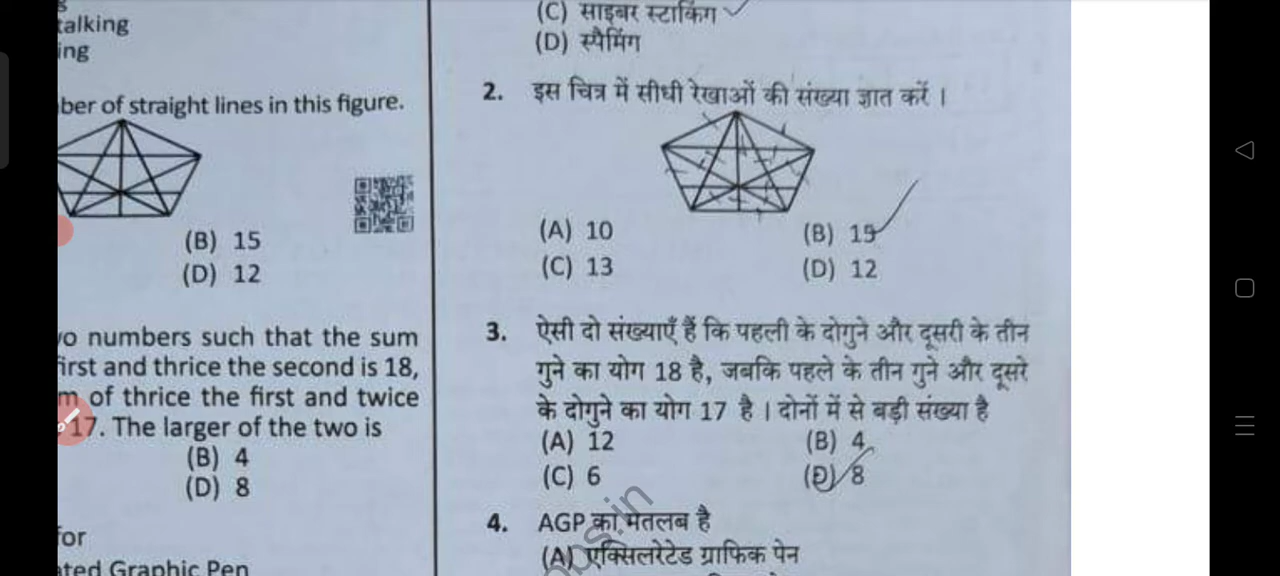 talking
ing
ber of straight lines in this figure.
(B) 15
(D) 12
o numbers such that the sum
first and thrice the second is 18,
m of thrice the first and twice
17. The larger of the two is
(B) 4
(D) 8
for
ated Graphic Pen
(C) साइबर स्टाकिंग
(D) स्पैमिंग
2. इस चित्र में सीधी रेखाओं की संख्या ज्ञात करें ।
(A) 10
(B) 15
(C) 13
(D) 12
3. ऐसी दो संख्याएँ हैं कि पहली के दोगुने और दूसरी के तीन
गुने का योग 18 है, जबकि पहले के तीन गुने और दूसरे
के दोगुने का योग 17 है । दोनों में से बड़ी संख्या है
(A) 12
(B) 4
(C) 6
(D) 8
4. AGP का मतलब है
(A) एक्सिलरेटेड ग्राफिक पेन